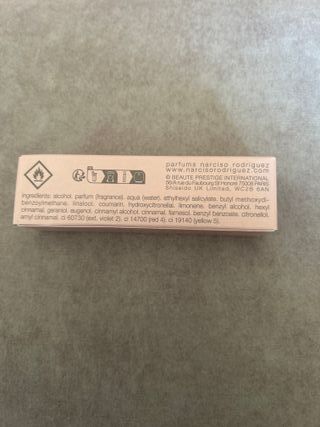 parfums narciso rodriguez
www.narcisorodriguez.com
© BEAUTE PRESTIGE INTERNATIONAL
56 Rue du Faubourg St Honoré 75008 PARIS
Shiseido UK Limited, WC2B 6AN
ingredients: alcohol, parfum (fragrance), aqua (water), ethylhexyl salicylate, butyl methoxydi-
benzoylmethane, linalool, coumarin, hydroxycitronellal, limonene, benzyl alcohol, hexyl
cinnamal, geraniol, eugenol, cinnamyl alcohol, cinnamal, farnesol, benzyl benzoate, citronellol,
amyl cinnamal, ci 60730 (ext. violet 2), ci 14700 (red 4), ci 19140 (yellow 5).